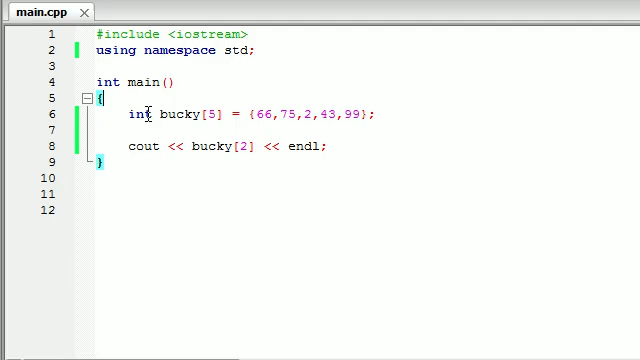 main.cpp
1 #include <iostream>
2 using namespace std;
3
4 int main()
5 {
6 int bucky[5] = {66,75,2,43,99};
7
8 cout << bucky[2] << endl;
9 }
10
11
12